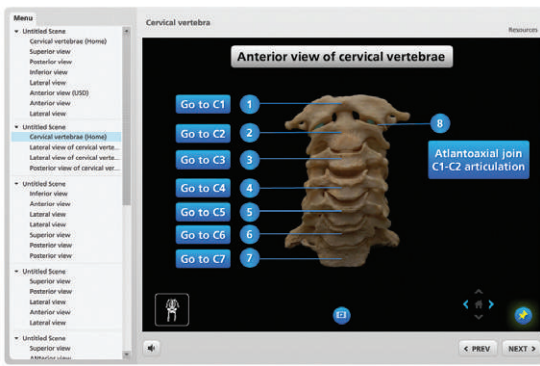 Menu
Untitled Scene
Cervical vertebrae (Home)
Superior view
Posterior view
Inferior view
Lateral view
Anterior view (USD)
Anterior view
Lateral view
Untitled Scene
Cervical vertebrae (Home)
Lateral view of cervical verte...
Lateral view of cervical verte...
Posterior view of cervical ver...
Untitled Scene
Inferior view
Anterior view
Lateral view
Lateral view
Superior view
Posterior view
Posterior view
Untitled Scene
Superior view
Posterior view
Lateral view
Anterior view
Lateral view
Untitled Scene
Superior view
Anterior view
Cervical vertebra
Resources
Anterior view of cervical vertebrae
Go to C1 1
Go to C2 2
Go to C3 3
Go to C4 4
Go to C5 5
Go to C6 6
Go to C7 7
8
Atlantoaxial join
C1-C2 articulation
< PREV NEXT >